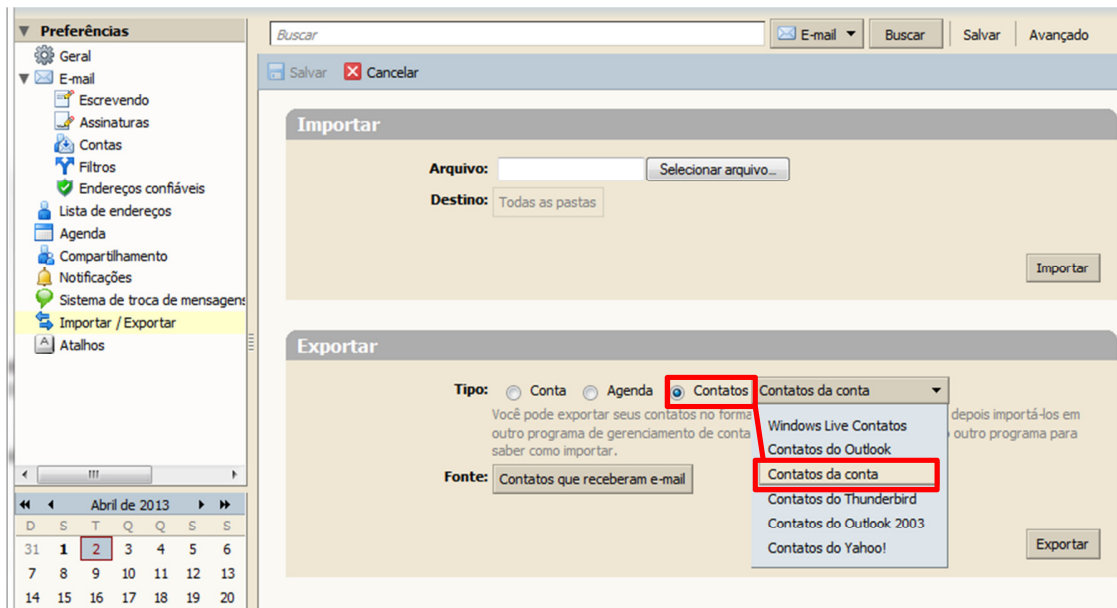 Preferências
Geral
E-mail
Escrevendo
Assinaturas
Contas
Filtros
Endereços confiáveis
Lista de endereços
Agenda
Compartilhamento
Notificações
Sistema de troca de mensagens
Importar / Exportar
A Atalhos
Abril de 2013
D S T Q Q S S
31 1 2 3 4 5 6
7 8 9 10 11 12 13
14 15 16 17 18 19 20
Buscar E-mail Buscar Salvar Avançado
Salvar Cancelar
Importar
Arquivo: Selecionar arquivo...
Destino: Todas as pastas
Importar
Exportar
Tipo: Conta Agenda Contatos Contatos da conta
Você pode exportar seus contatos no forma depois importá-los em
outro programa de gerenciamento de conta outro programa para
saber como importar.
Windows Live Contatos
Contatos do Outlook
Contatos da conta
Contatos do Thunderbird
Contatos do Outlook 2003
Contatos do Yahoo!
Fonte: Contatos que receberam e-mail
Exportar